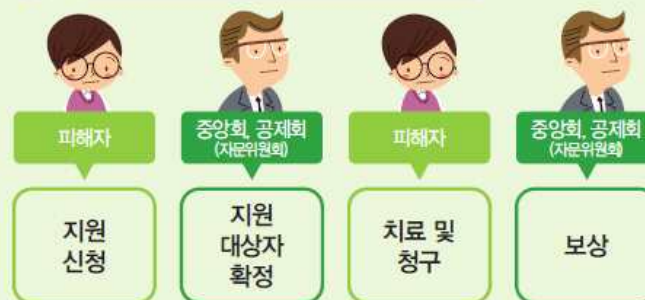 피해자
중앙회, 공제회
(자문위원회)
피해자
중앙회, 공제회
(자문위원회)
지원
신청
지원
대상자
확정
치료 및
청구
보상